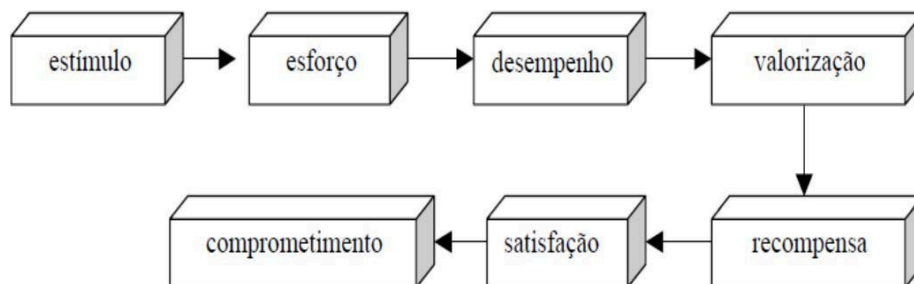 estímulo
esforço
desempenho
valorização
comprometimento
satisfação
recompensa